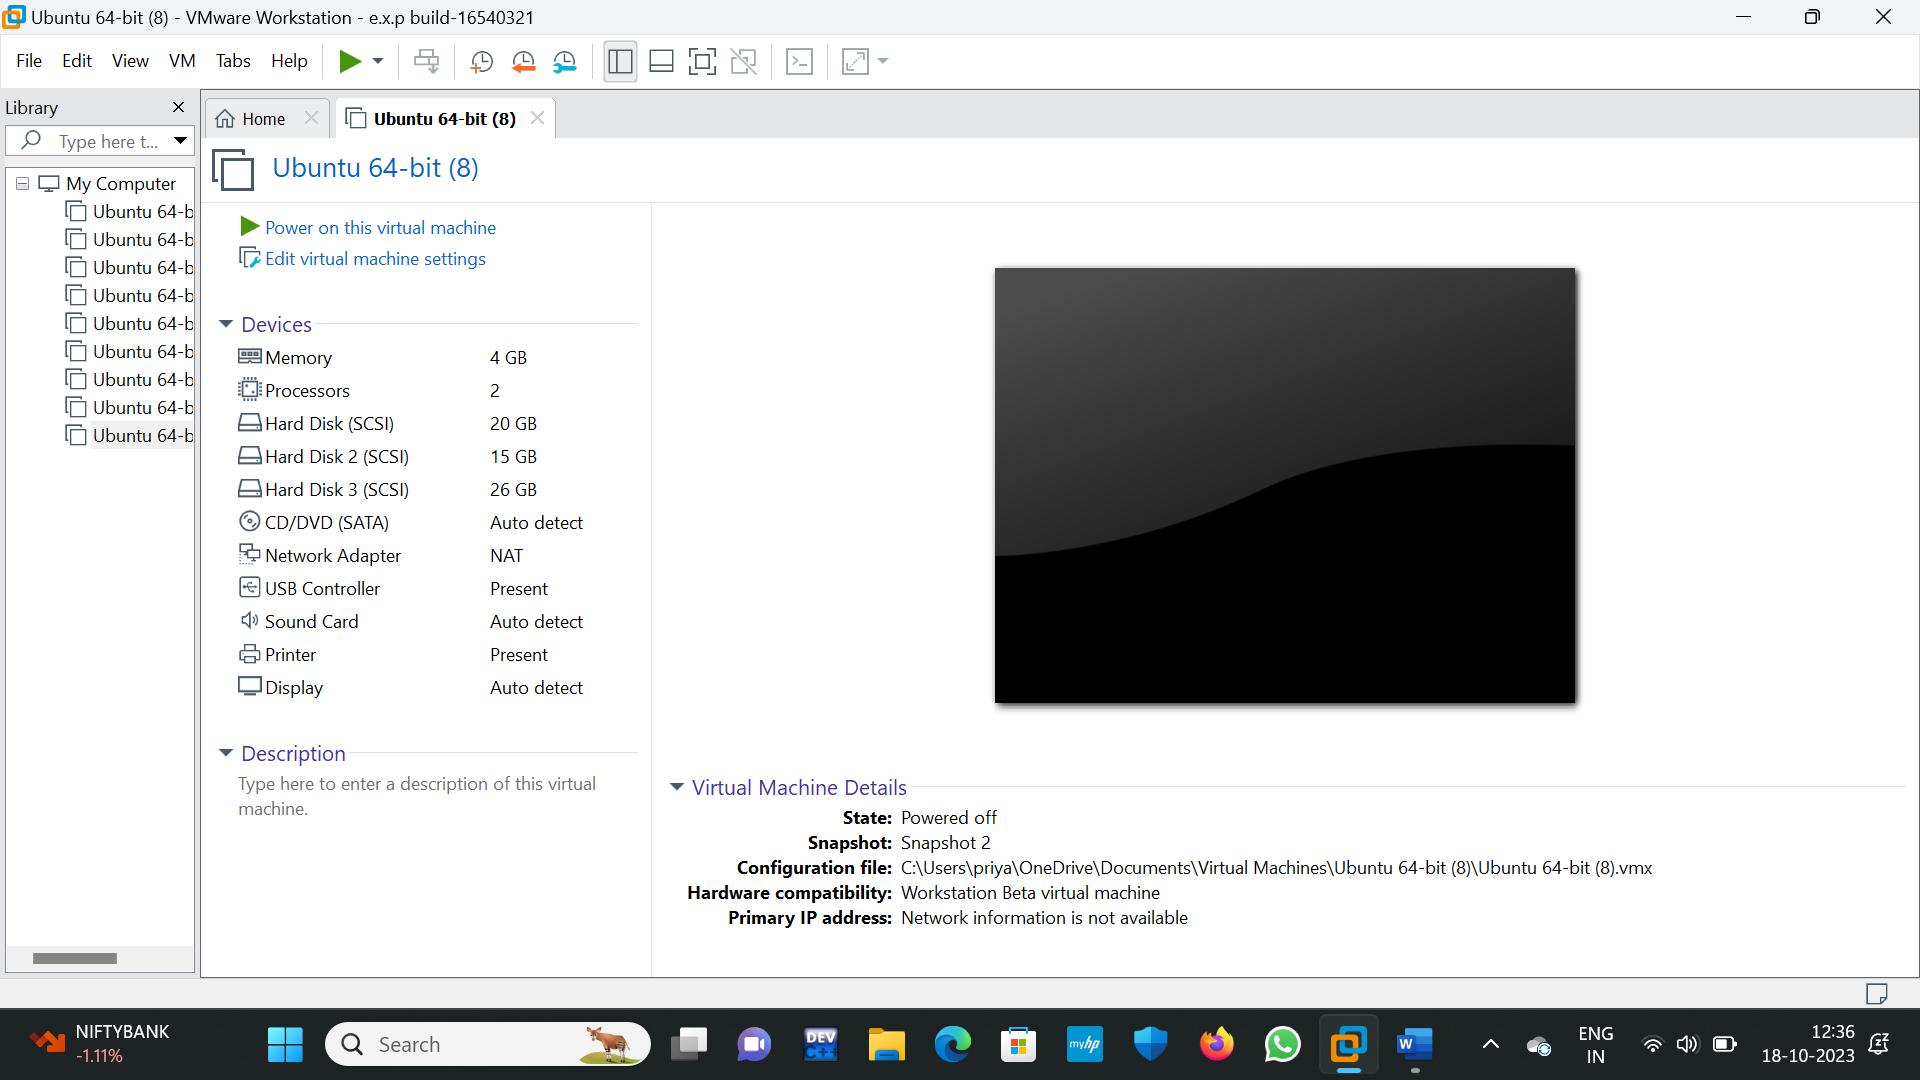 Ubuntu 64-bit (8) - VMware Workstation - e.x.p build-16540321
File Edit View VM Tabs Help
Library
Type here t...
My Computer
Ubuntu 64-b
Ubuntu 64-b
Ubuntu 64-b
Ubuntu 64-b
Ubuntu 64-b
Ubuntu 64-b
Ubuntu 64-b
Ubuntu 64-b
Ubuntu 64-b
Home
Ubuntu 64-bit (8)
Ubuntu 64-bit (8)
Power on this virtual machine
Edit virtual machine settings
Devices
Memory 4 GB
Processors 2
Hard Disk (SCSI) 20 GB
Hard Disk 2 (SCSI) 15 GB
Hard Disk 3 (SCSI) 26 GB
CD/DVD (SATA) Auto detect
Network Adapter NAT
USB Controller Present
Sound Card Auto detect
Printer Present
Display Auto detect
Description
Type here to enter a description of this virtual
machine.
Virtual Machine Details
State: Powered off
Snapshot: Snapshot 2
Configuration file: C:\Users\priya\OneDrive\Documents\Virtual Machines\Ubuntu 64-bit (8)\Ubuntu 64-bit (8).vmx
Hardware compatibility: Workstation Beta virtual machine
Primary IP address: Network information is not available
NIFTYBANK
-1.11%
Search
DEV
C++
myhp
W
ENG
IN
12:36
18-10-2023